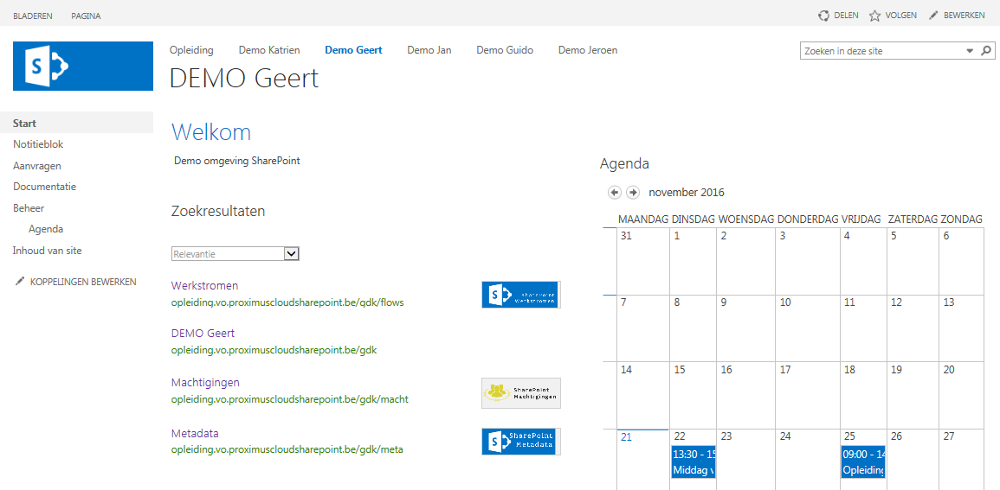 BLADEREN PAGINA DELEN VOLGEN BEWERKEN
Opleiding Demo Katrien Demo Geert Demo Jan Demo Guido Demo Jeroen
Zoeken in deze site
S
DEMO Geert
Start
Notitieblok
Aanvragen
Documentatie
Beheer
Agenda
Inhoud van site
KOPPELINGEN BEWERKEN
Welkom
Demo omgeving SharePoint
Zoekresultaten
Relevantie
Werkstromen
opleiding.vo.proximuscloudsharepoint.be/gdk/flows
S
SharePoint
Werkstromen
DEMO Geert
opleiding.vo.proximuscloudsharepoint.be/gdk
Machtigingen
opleiding.vo.proximuscloudsharepoint.be/gdk/macht
SharePoint
Machtigingen
Metadata
opleiding.vo.proximuscloudsharepoint.be/gdk/meta
S
SharePoint
Metadata
Agenda
november 2016
MAANDAG DINSDAG WOENSDAG DONDERDAG VRIJDAG ZATERDAG ZONDAG
31 1 2 3 4 5 6
7 8 9 10 11 12 13
14 15 16 17 18 19 20
21 22 23 24 25 26 27
13:30 - 15 09:00 - 14
Middag v Opleiding